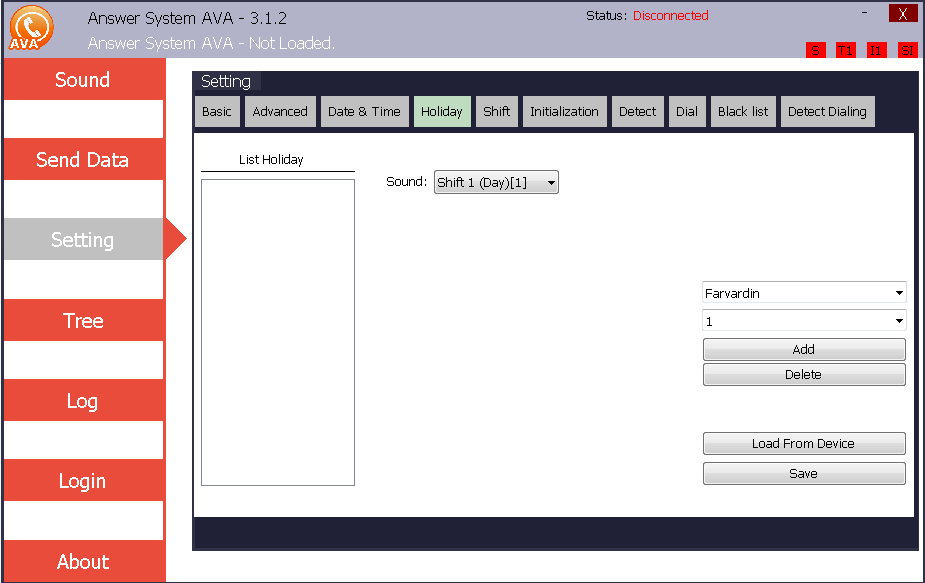 Answer System AVA - 3.1.2
Status: Disconnected
- X
AVA
Answer System AVA - Not Loaded.
S T1 I1 SI
Sound
Send Data
Setting
Tree
Log
Login
About
Setting
Basic Advanced Date & Time Holiday Shift Initialization Detect Dial Black list Detect Dialing
List Holiday
Sound: Shift 1 (Day)[1]
Farvardin
1
Add
Delete
Load From Device
Save